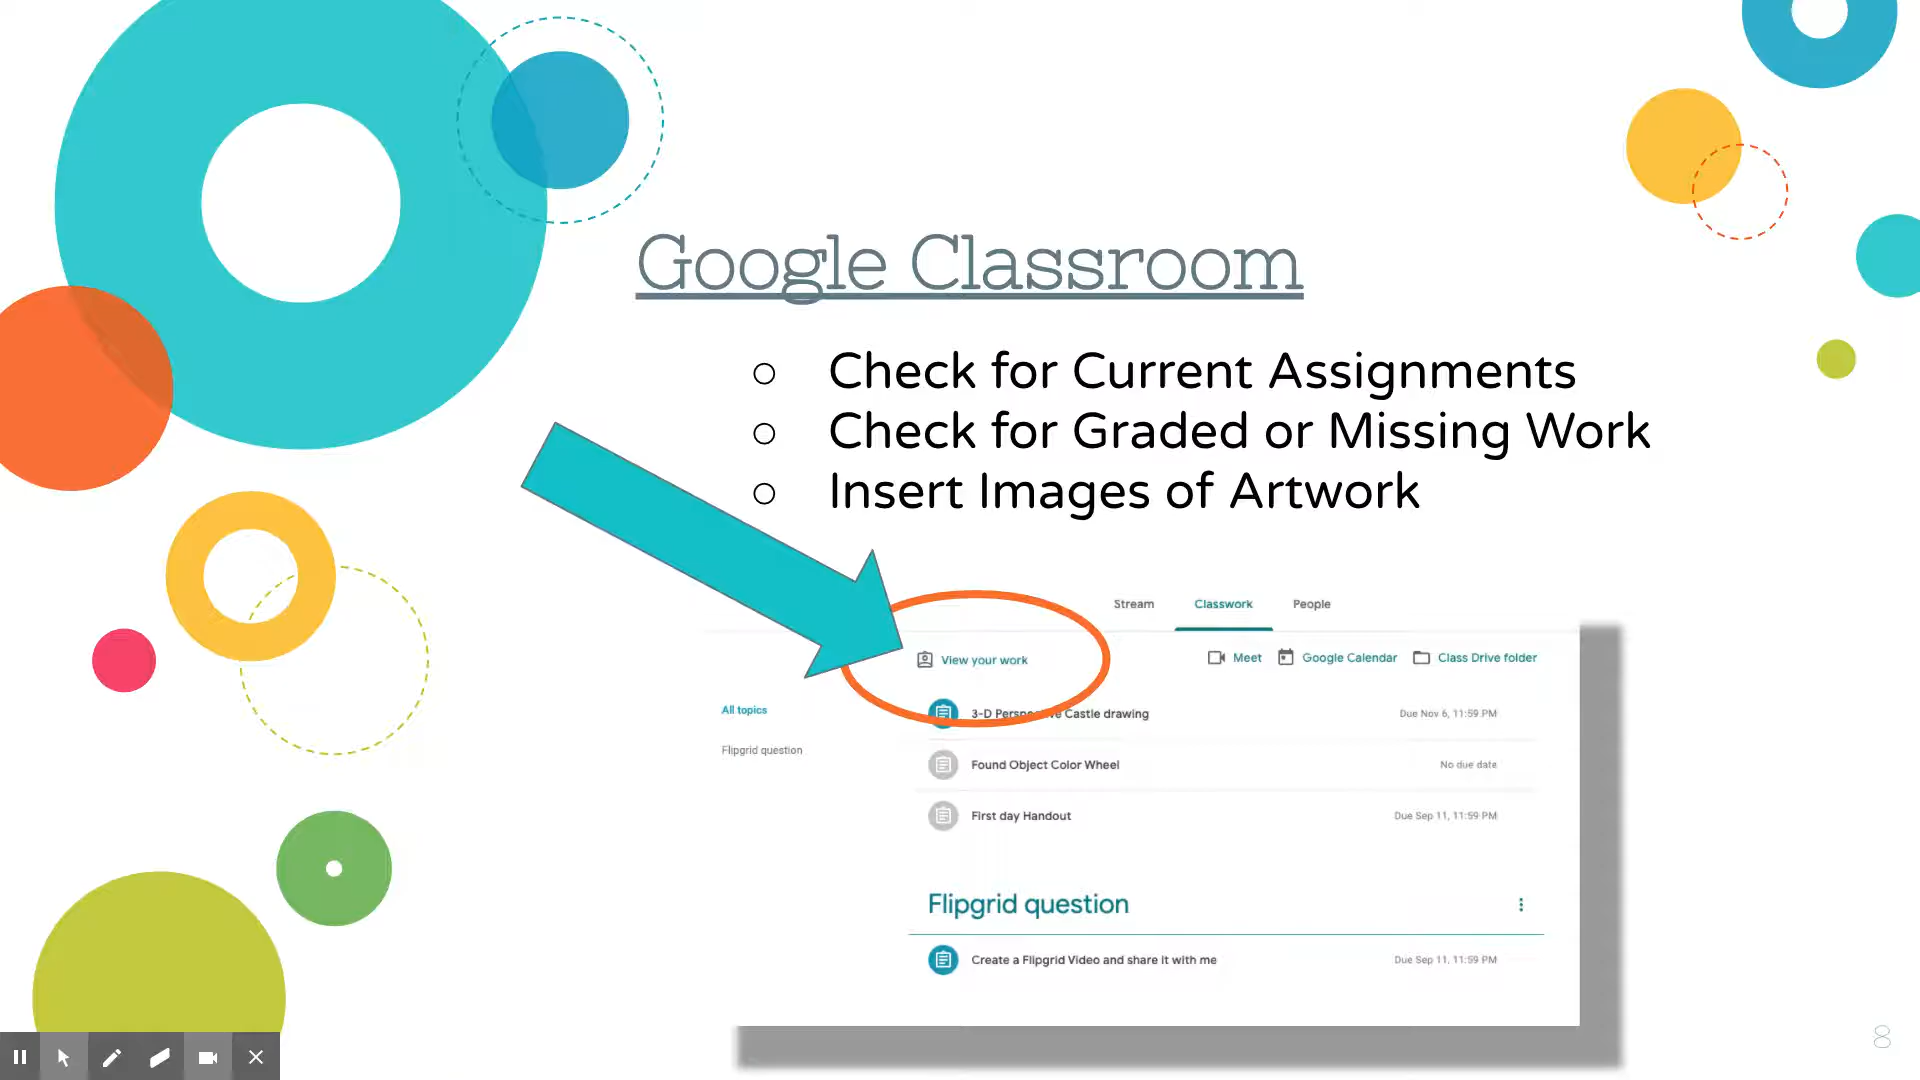 Google Classroom
○ Check for Current Assignments
○ Check for Graded or Missing Work
○ Insert Images of Artwork
Stream Classwork People
View your work Meet Google Calendar Class Drive folder
All topics
3-D Perspective Castle drawing Due Nov 6, 11:59 PM
Flipgrid question
Found Object Color Wheel No due date
First day Handout Due Sep 11, 11:59 PM
Flipgrid question
Create a Flipgrid Video and share it with me Due Sep 11, 11:59 PM
8